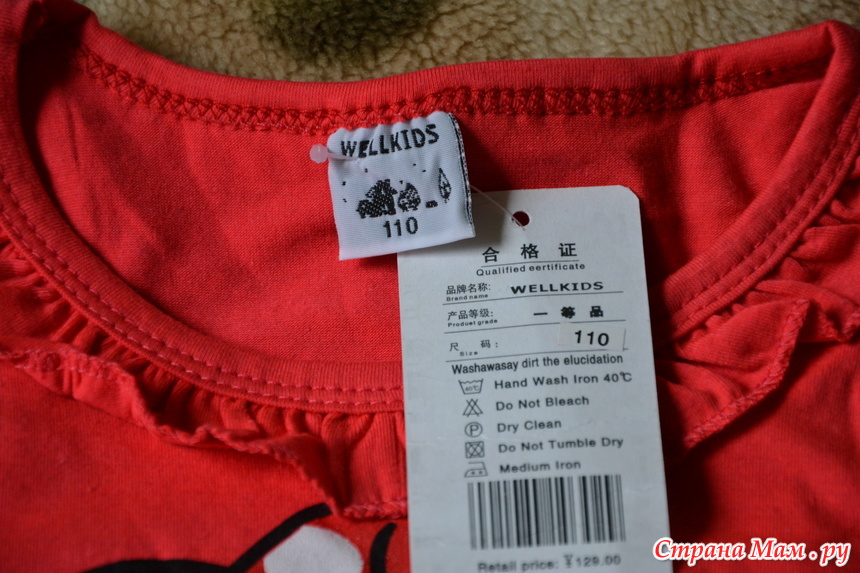 WELLKIDS
110
合格证
Qualified eertificate
品牌名称: WELLKIDS
Brand name
产品等级: 一等品
Product grade
尺 码: 110
Size
Washawasay dirt the elucidation
40℃ Hand Wash Iron 40℃
Do Not Bleach
P Dry Clean
Do Not Tumble Dry
Medium Iron
Retail price: ¥129.00
Страна Мам.ру